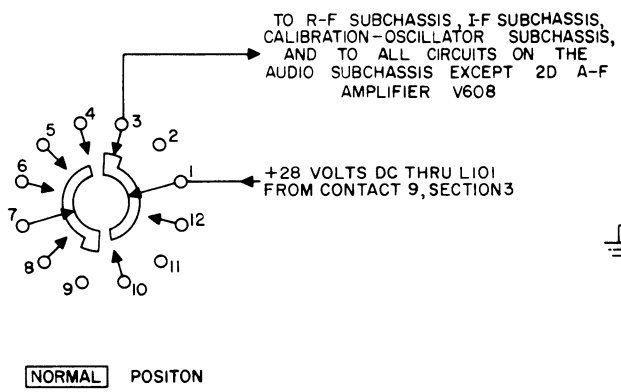 TO R-F SUBCHASSIS, I-F SUBCHASSIS,
CALIBRATION-OSCILLATOR SUBCHASSIS,
AND TO ALL CIRCUITS ON THE
AUDIO SUBCHASSIS EXCEPT 2D A-F
AMPLIFIER V608
4
3
5
2
6
1
+28 VOLTS DC THRU L101
FROM CONTACT 9, SECTION 3
7
12
8
11
9
10
NORMAL POSITON